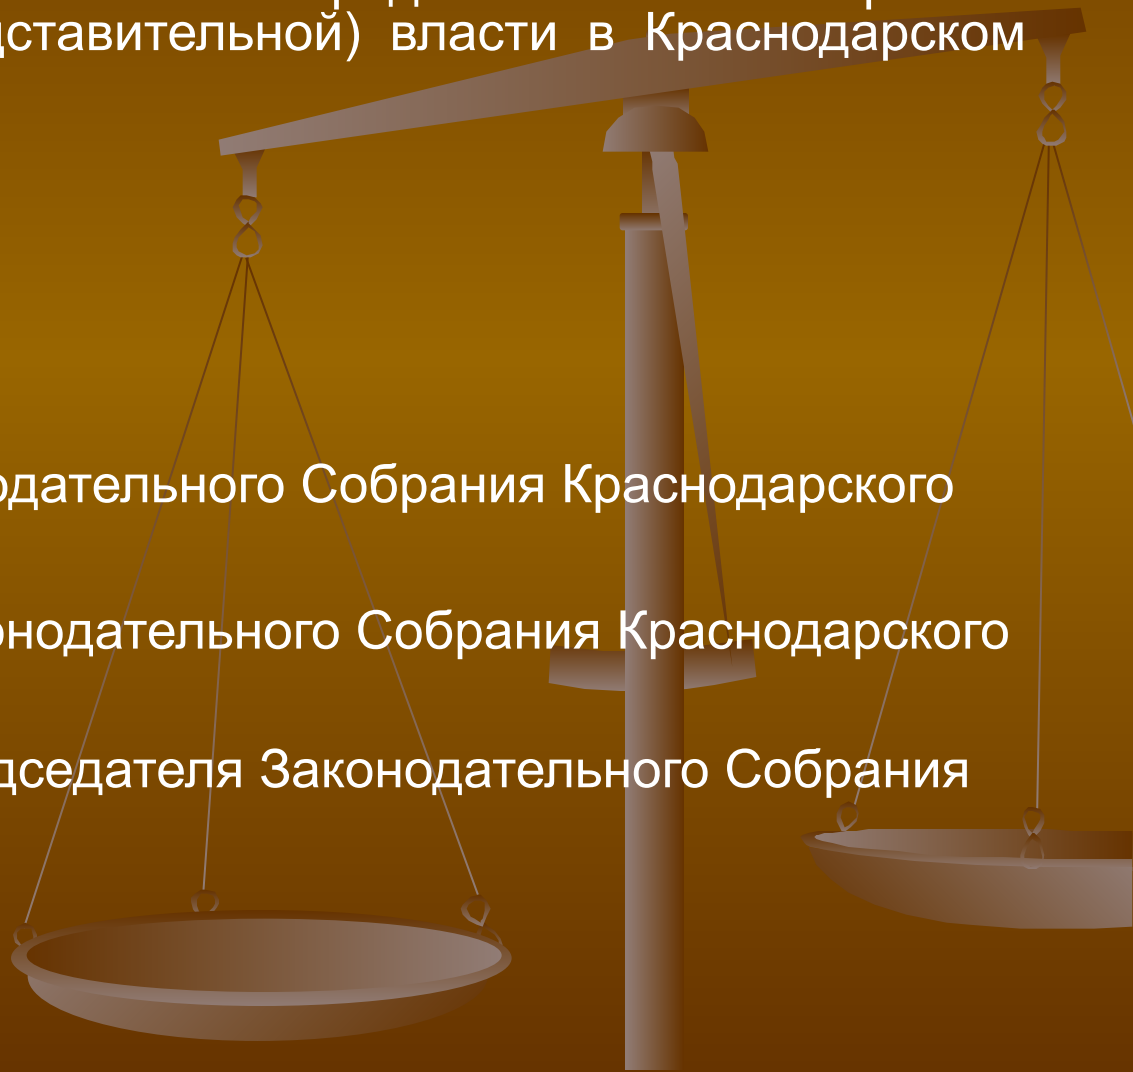 дставительной) власти в Краснодарском
одательного Собрания Краснодарского
онодательного Собрания Краснодарского
дседателя Законодательного Собрания